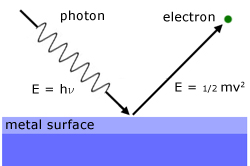 photon
electron
E = hν
E = 1/2 mv²
metal surface